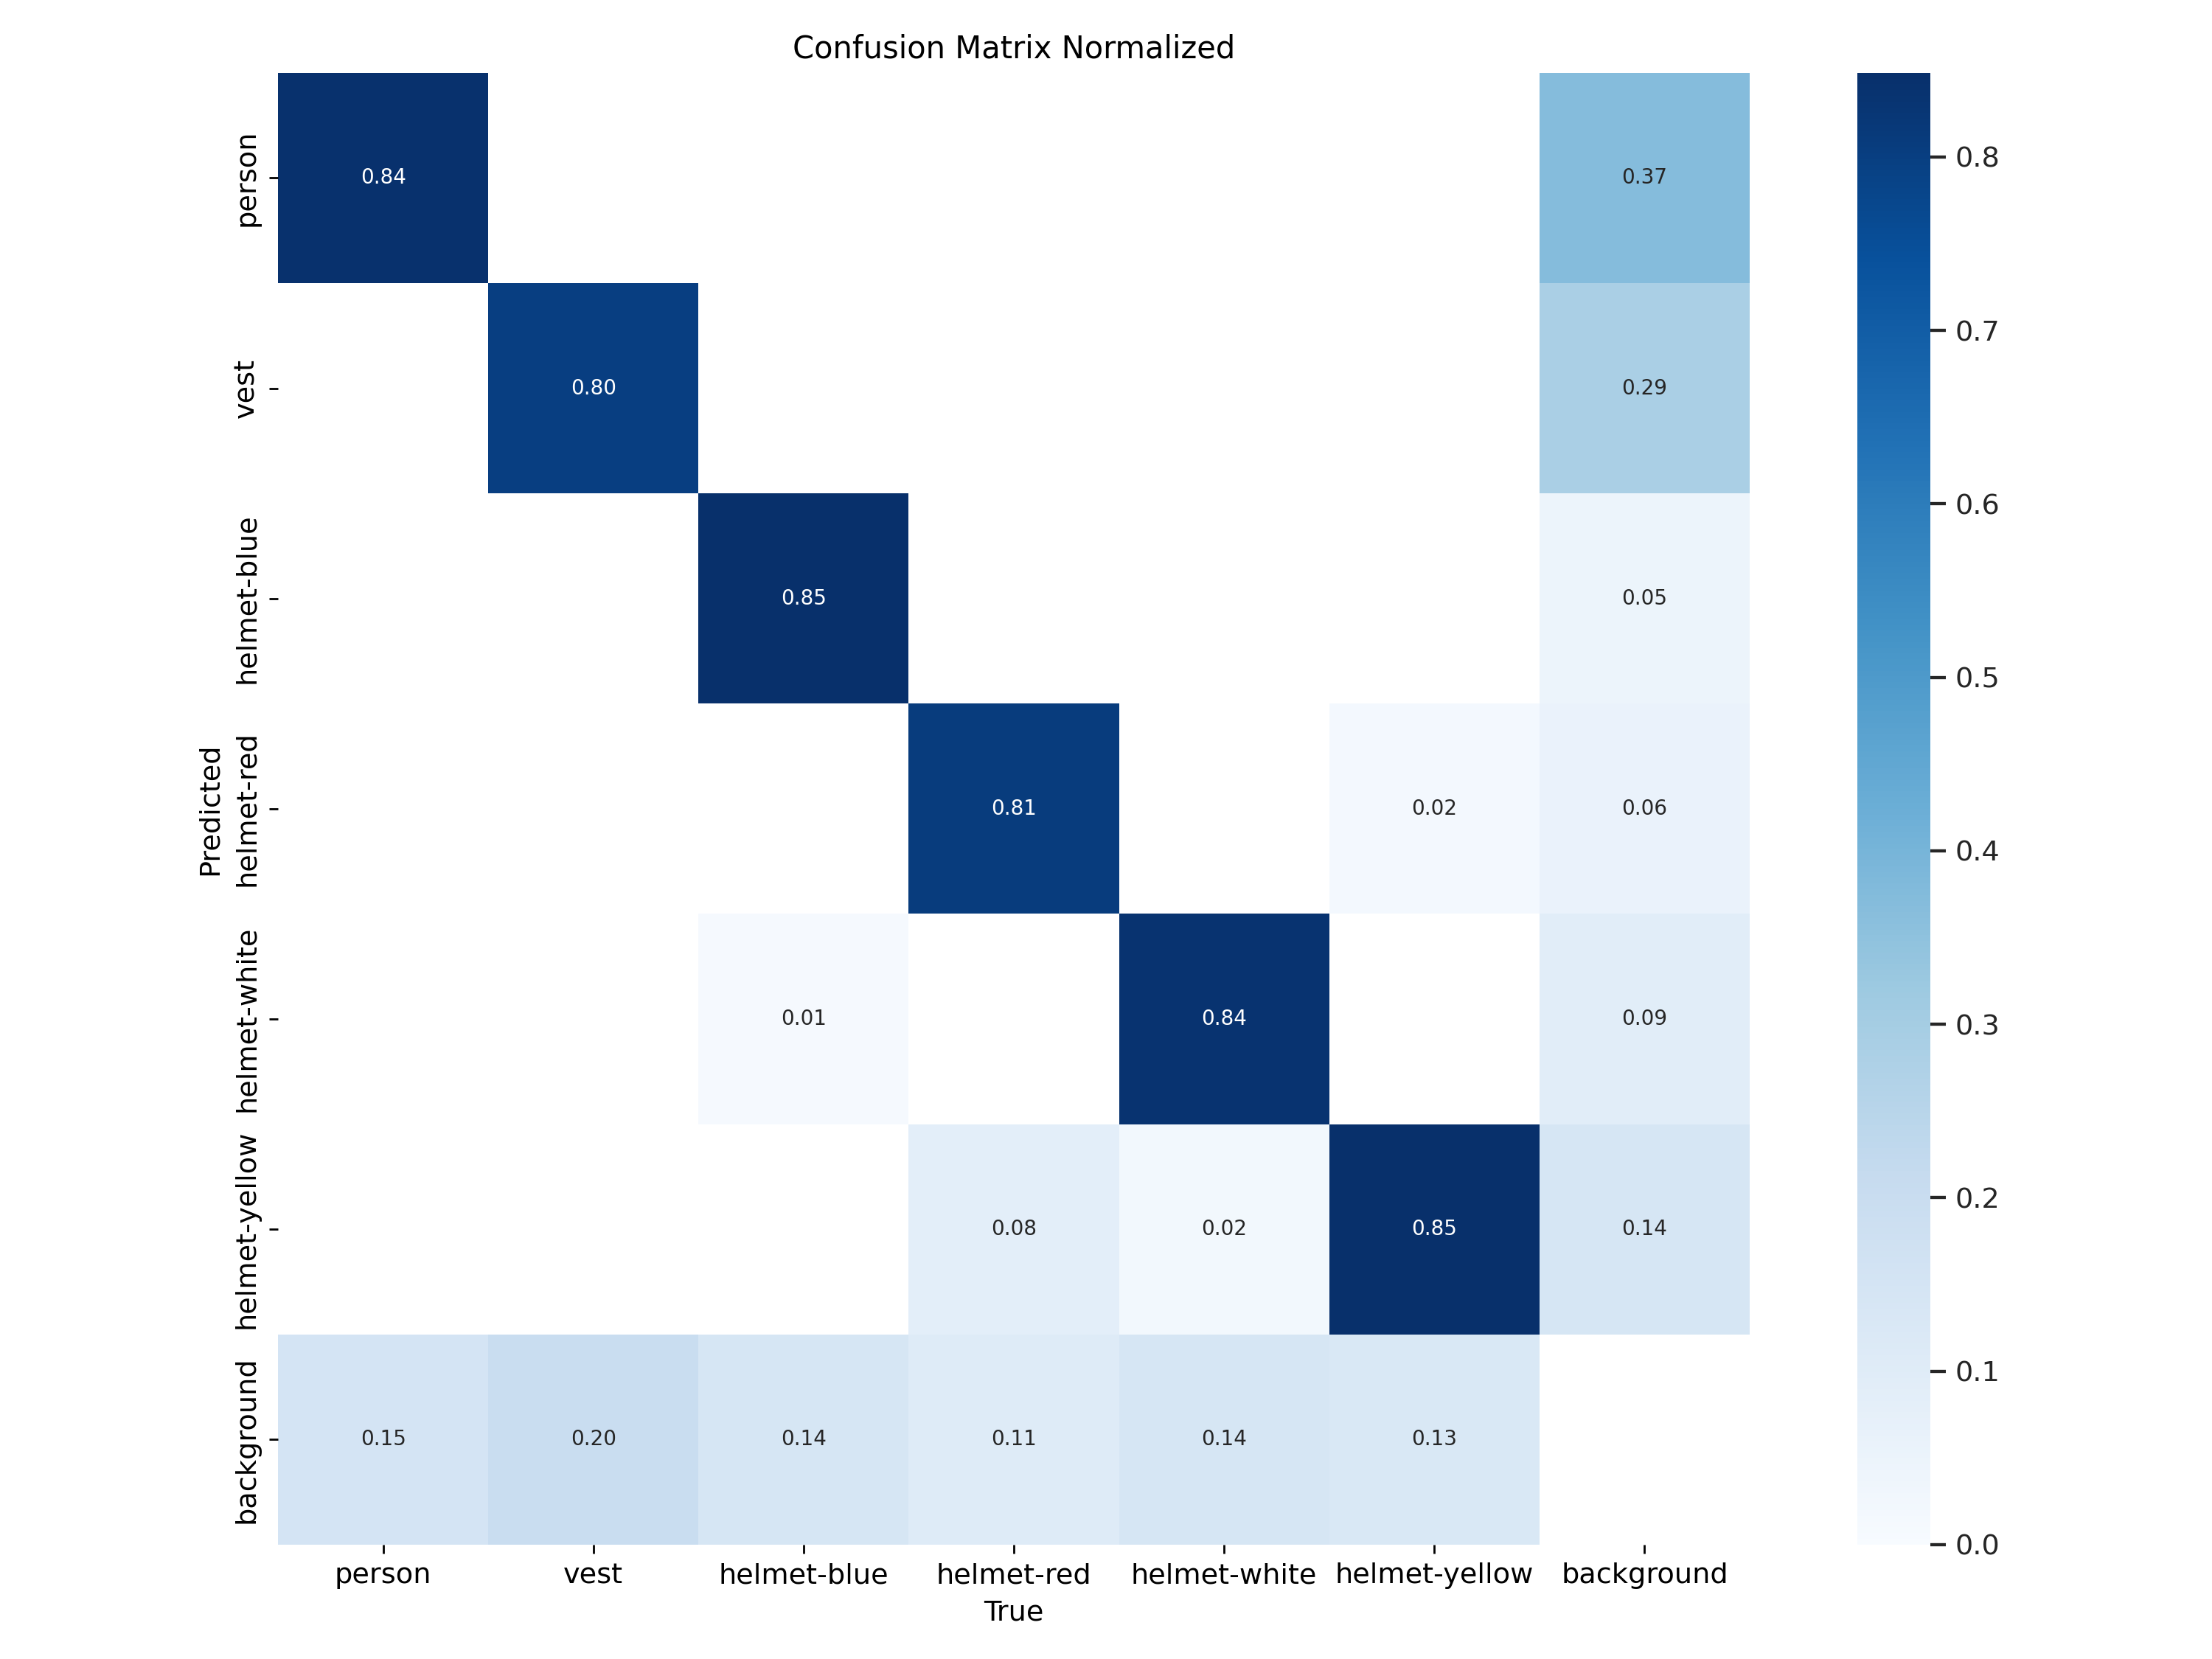 Confusion Matrix Normalized
person
0.84
0.37
vest
0.80
0.29
helmet-blue
0.85
0.05
Predicted
helmet-red
0.81
0.02
0.06
helmet-white
0.01
0.84
0.09
helmet-yellow
0.08
0.02
0.85
0.14
background
0.15
0.20
0.14
0.11
0.14
0.13
person
vest
helmet-blue
helmet-red
helmet-white
helmet-yellow
background
True
0.8
0.7
0.6
0.5
0.4
0.3
0.2
0.1
0.0